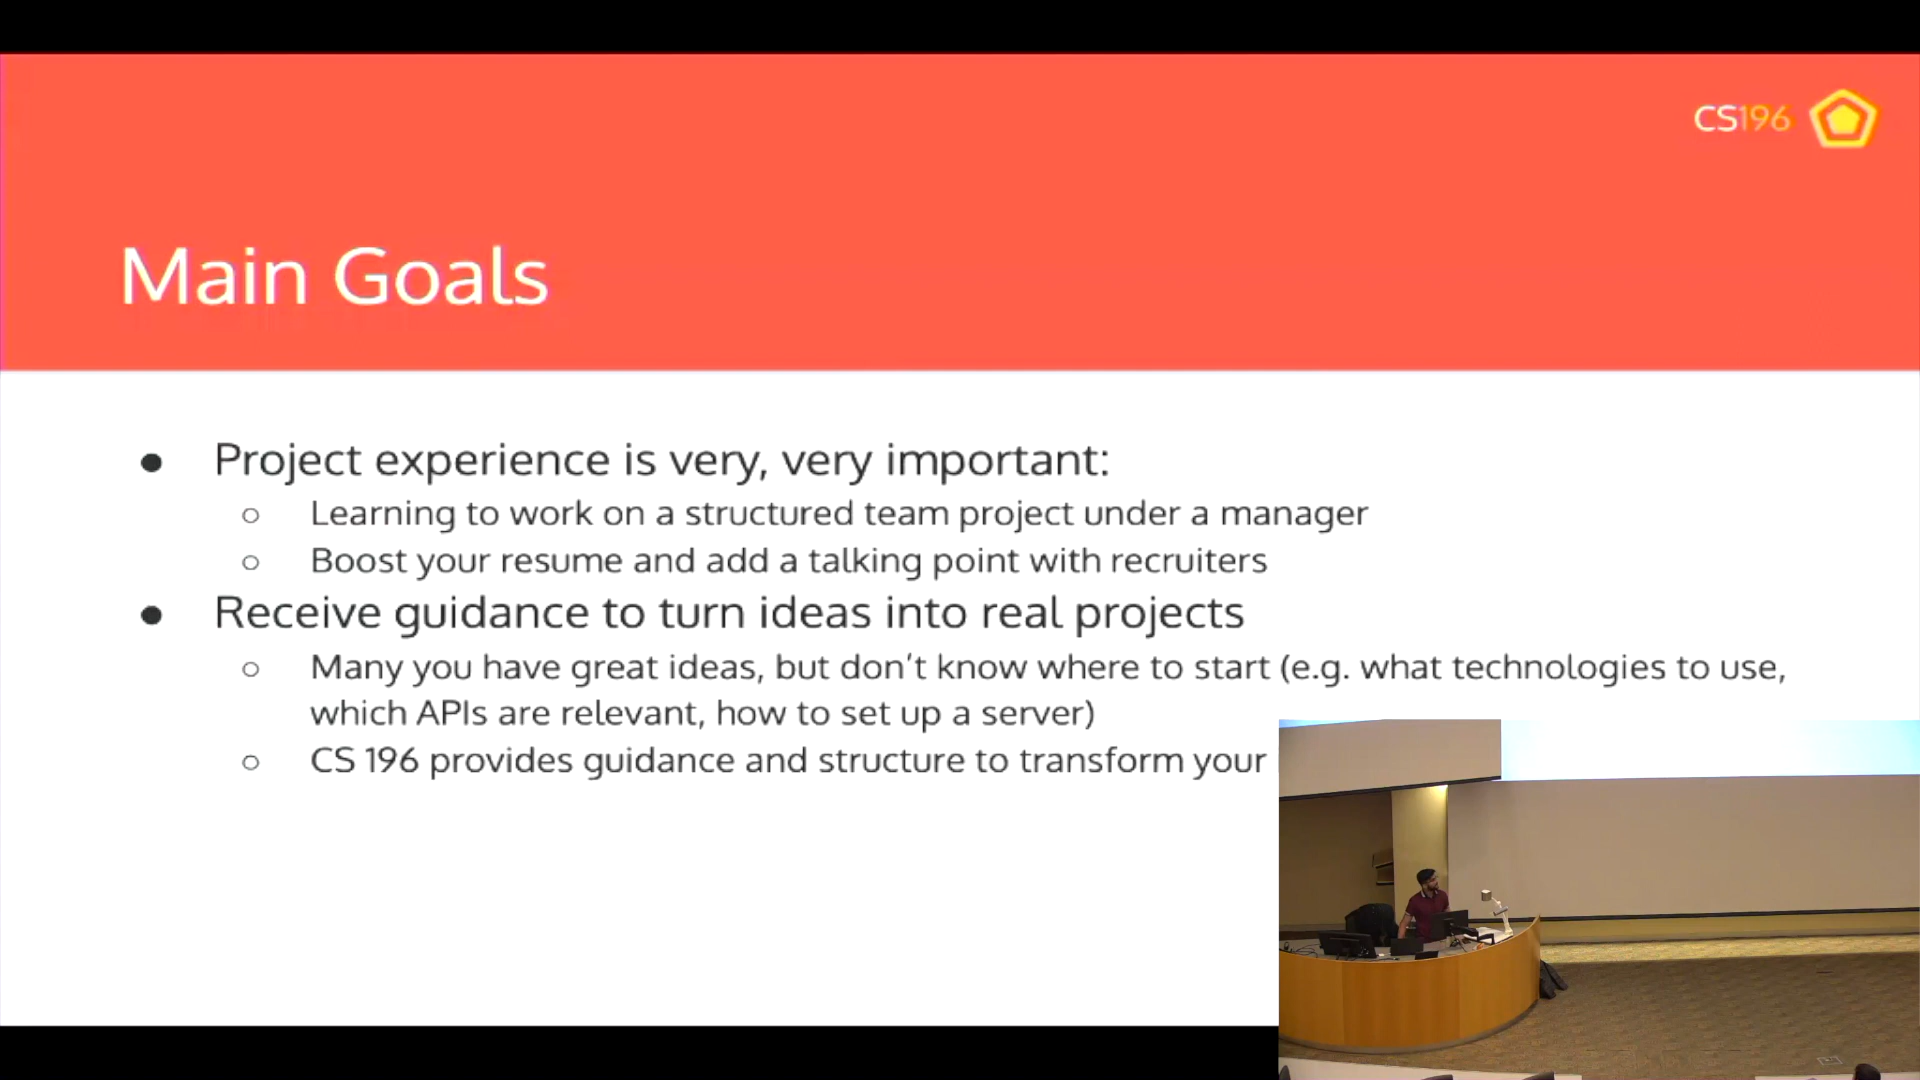 CS196
Main Goals
● Project experience is very, very important:
○ Learning to work on a structured team project under a manager
○ Boost your resume and add a talking point with recruiters
● Receive guidance to turn ideas into real projects
○ Many you have great ideas, but don't know where to start (e.g. what technologies to use,
which APIs are relevant, how to set up a server)
○ CS 196 provides guidance and structure to transform your